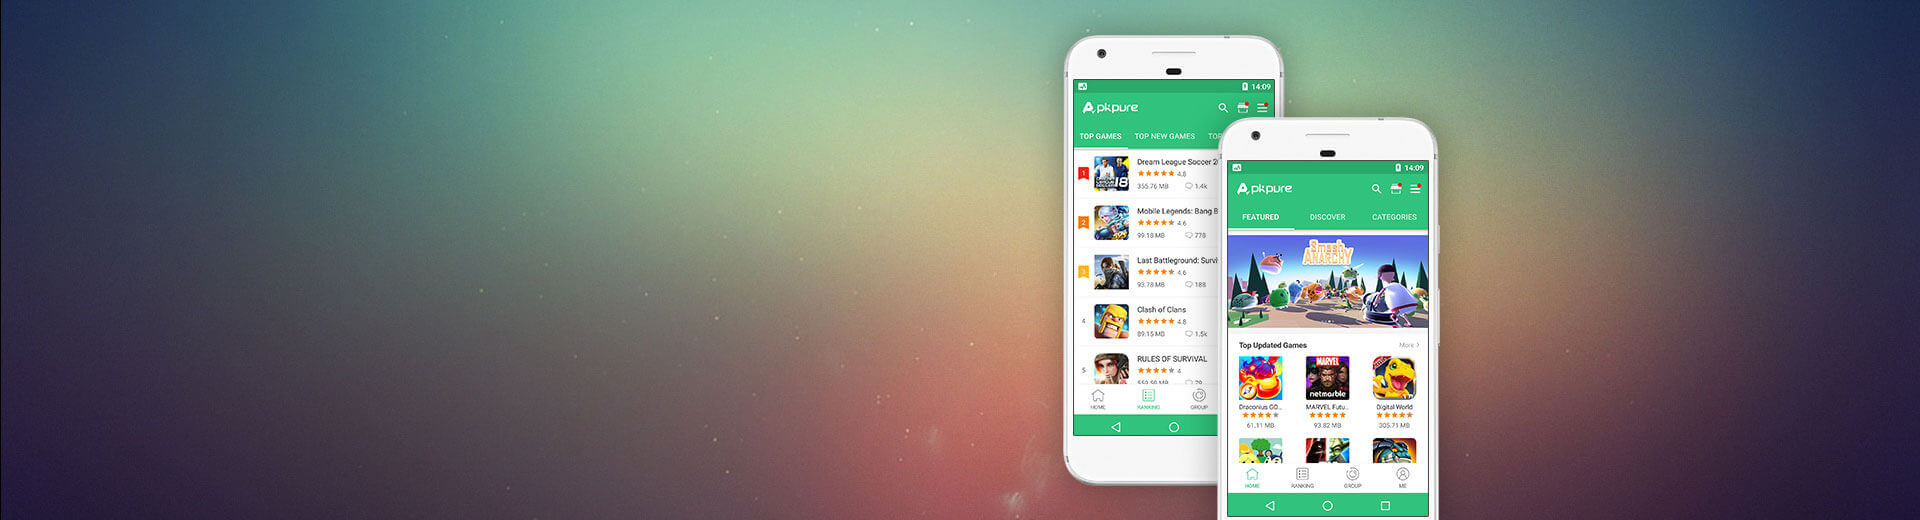 14:09
Apkpure
TOP GAMES TOP NEW GAMES TOP
1 Dream League Soccer 2
4.8
355.76 MB 1.4k
18
2 Mobile Legends: Bang B
4.6
99.18 MB 778
3 Last Battleground: Survi
4.6
93.78 MB 188
4 Clash of Clans
4.8
89.15 MB 1.5k
5 RULES OF SURVIVAL
4
HOME RANKING GROUP
14:09
Apkpure
FEATURED DISCOVER CATEGORIES
Smash
ANARCHY
Top Updated Games More >
MARVEL
netmarble
Draconius GO... MARVEL Futu... Digital World
61.11 MB 93.82 MB 305.71 MB
HOME RANKING GROUP ME